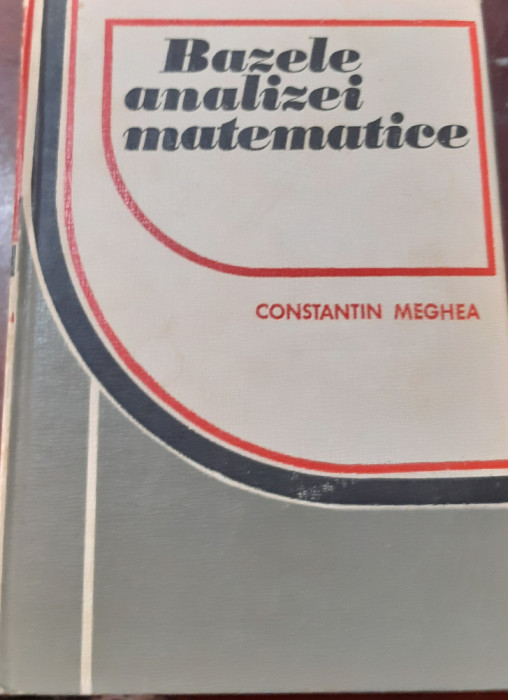 Bazele
analizei
matematice
CONSTANTIN MEGHEA